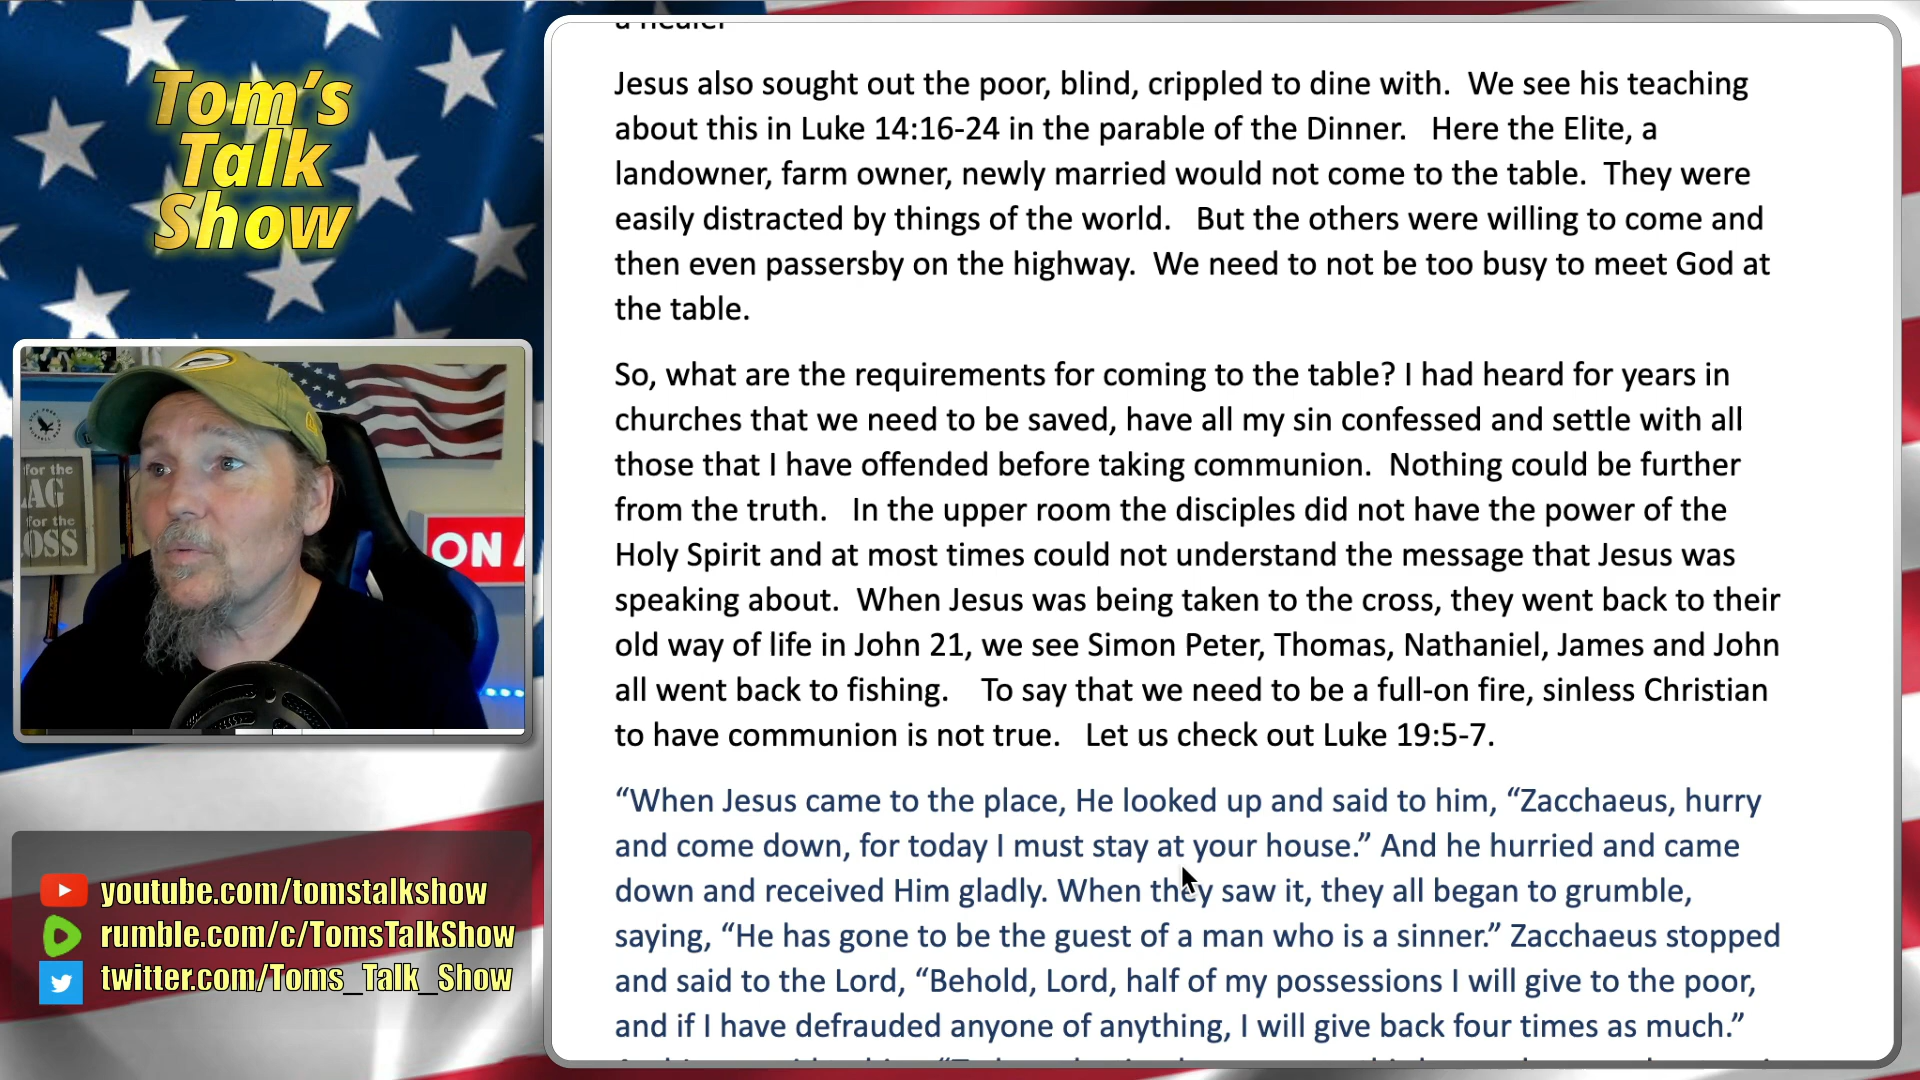 a healer
Tom's
Talk
Show
Jesus also sought out the poor, blind, crippled to dine with.  We see his teaching
about this in Luke 14:16-24 in the parable of the Dinner.   Here the Elite, a
landowner, farm owner, newly married would not come to the table.  They were
easily distracted by things of the world.   But the others were willing to come and
then even passersby on the highway.  We need to not be too busy to meet God at
the table.
So, what are the requirements for coming to the table? I had heard for years in
churches that we need to be saved, have all my sin confessed and settle with all
those that I have offended before taking communion.  Nothing could be further
from the truth.   In the upper room the disciples did not have the power of the
Holy Spirit and at most times could not understand the message that Jesus was
speaking about.  When Jesus was being taken to the cross, they went back to their
old way of life in John 21, we see Simon Peter, Thomas, Nathaniel, James and John
all went back to fishing.    To say that we need to be a full-on fire, sinless Christian
to have communion is not true.   Let us check out Luke 19:5-7.
“When Jesus came to the place, He looked up and said to him, “Zacchaeus, hurry
and come down, for today I must stay at your house.” And he hurried and came
down and received Him gladly. When they saw it, they all began to grumble,
saying, “He has gone to be the guest of a man who is a sinner.” Zacchaeus stopped
and said to the Lord, “Behold, Lord, half of my possessions I will give to the poor,
and if I have defrauded anyone of anything, I will give back four times as much.”
for the
LAG
for the
OSS
ON A
youtube.com/tomstalkshow
rumble.com/c/TomsTalkShow
twitter.com/Toms_Talk_Show